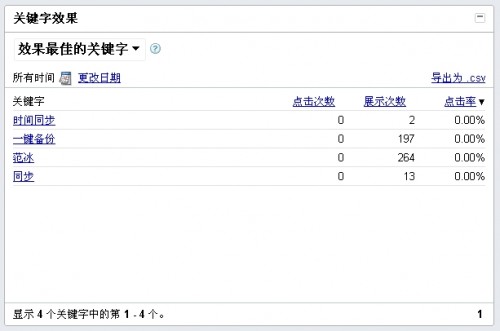 关键字效果
效果最佳的关键字
所有时间 更改日期 导出为 .csv
关键字 点击次数 展示次数 点击率
时间同步 0 2 0.00%
一键备份 0 197 0.00%
范冰 0 264 0.00%
同步 0 13 0.00%
显示 4 个关键字中的第 1 - 4 个。 1